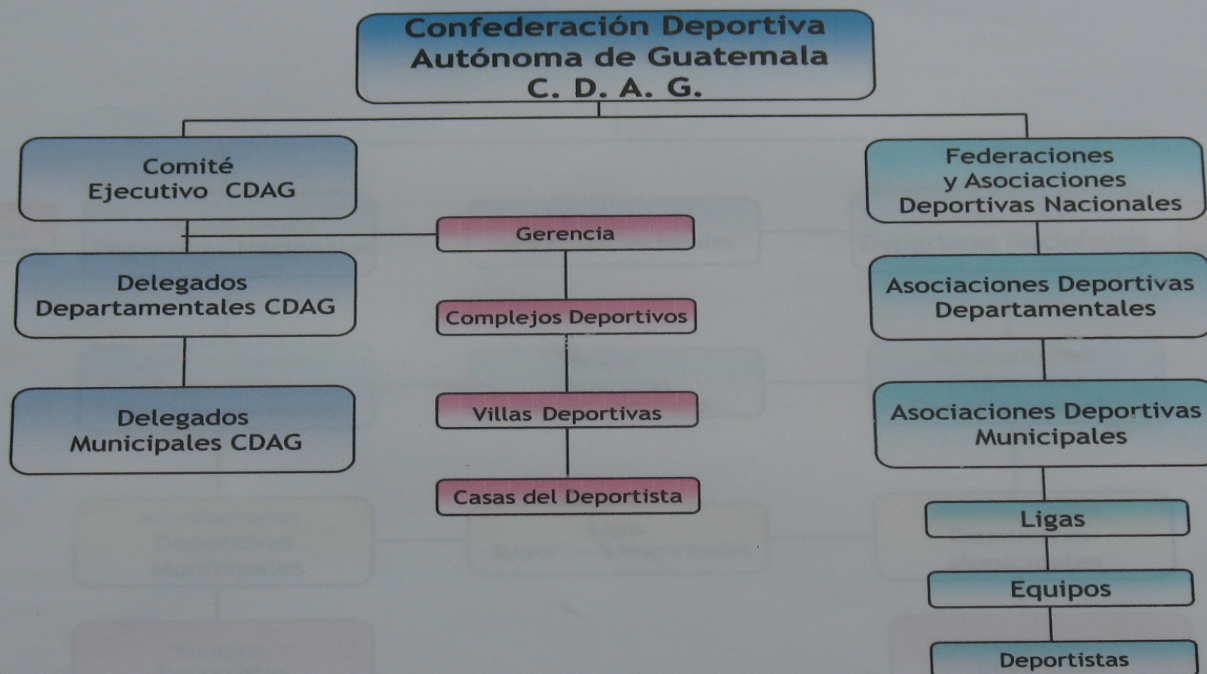 Confederación Deportiva
Autónoma de Guatemala
C. D. A. G.
Comité
Ejecutivo CDAG
Federaciones
y Asociaciones
Deportivas Nacionales
Gerencia
Delegados
Departamentales CDAG
Asociaciones Deportivas
Departamentales
Complejos Deportivos
Delegados
Municipales CDAG
Villas Deportivas
Asociaciones Deportivas
Municipales
Casas del Deportista
Ligas
Equipos
Deportistas